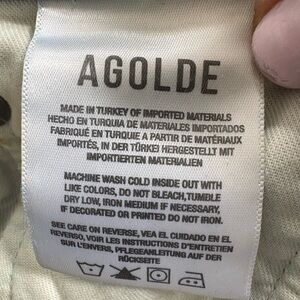 AGOLDE
MADE IN TURKEY OF IMPORTED MATERIALS
HECHO EN TURQUIA DE MATERIALES IMPORTADOS
FABRIQUÉ EN TURQUIE A PARTIR DE MATÉRIAUX
IMPORTÉS, IN DER TÜRKEI HERGESTELLT MIT
IMPORTIERTEN MATERIALIEN
MACHINE WASH COLD INSIDE OUT WITH
LIKE COLORS, DO NOT BLEACH,TUMBLE
DRY LOW, IRON MEDIUM IF NECESSARY,
IF DECORATED OR PRINTED DO NOT IRON.
SEE CARE ON REVERSE, VEA EL CUIDADO EN EL
REVERSO, VOIR LES INSTRUCTIONS D'ENTRETIEN
SUR L'ENVERS, PFLEGEANLEITUNG AUF DER
RÜCKSEITE